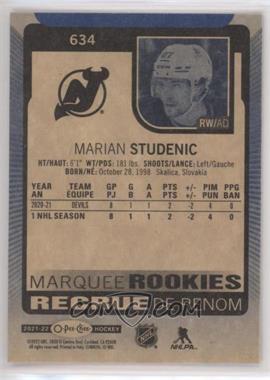 634
RW/AD
MARIAN STUDENIC
HT/HAUT: 6'1" WT/PDS: 181 lbs. SHOOTS/LANCE: Left/Gauche
BORN/NÉ: October 28, 1998 Skalica, Slovakia
YEAR TEAM GP G A PTS +/- PIM PPG
AN ÉQUIPE PJ B A PTS +/- PUN BAN
2020-21 DEVILS 8 1 1 2 -2 4 0
1 NHL SEASON 8 1 1 2 -2 4 0
MARQUEE ROOKIES
RECRUE DE RENOM
2021-22 O-Pee-Chee HOCKEY
NHL NHLPA